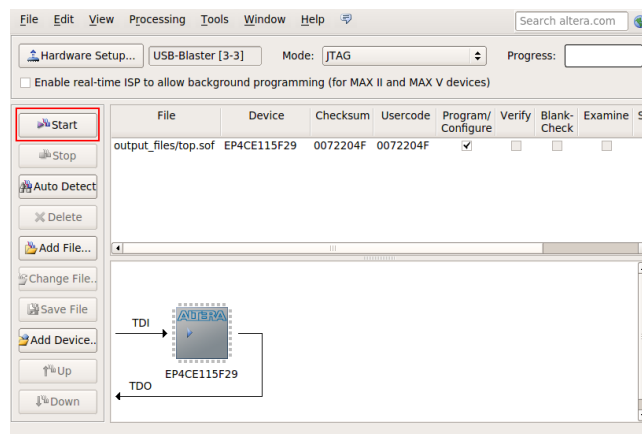 File Edit View Processing Tools Window Help Search altera.com
Hardware Setup... USB-Blaster [3-3] Mode: JTAG Progress:
Enable real-time ISP to allow background programming (for MAX II and MAX V devices)
File Device Checksum Usercode Program/ Verify Blank- Examine S
Configure Check
Start
output_files/top.sof EP4CE115F29 0072204F 0072204F
Stop
Auto Detect
Delete
Add File...
Change File..
Save File
Add Device..
Up
Down
TDI
ALTERA
EP4CE115F29
TDO